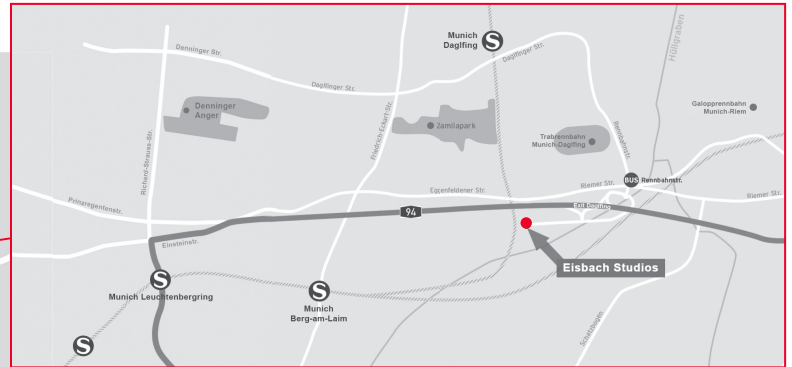 Munich
Daglfing
S
Denninger Str.
Daglfinger Str.
Daglfinger Str.
Hüllgraben
Denninger
Anger
Zamilapark
Friedrich-Eckart-Str.
Richard-Strauss-Str.
Trabrennbahn
Munich-Daglfing
Rennbahnstr.
Galopprennbahn
Munich-Riem
BUS Rennbahnstr.
Riemer Str.
Riemer Str.
Eggenfeldener Str.
Prinzregentenstr.
94
Exit Daglfing
Einsteinstr.
Eisbach Studios
S
Munich Leuchtenbergring
S
Munich
Berg-am-Laim
Schatzbogen
S